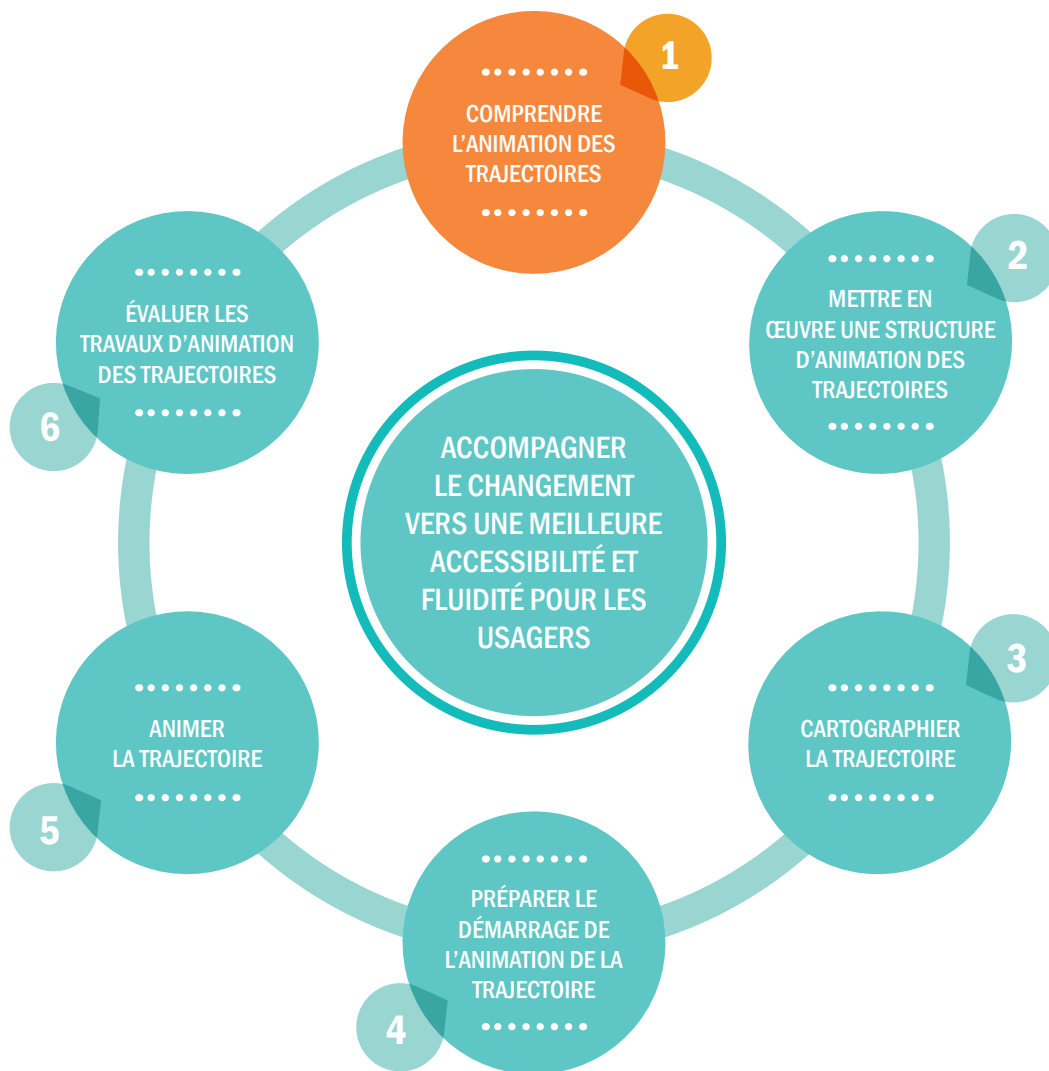 1
COMPRENDRE
L'ANIMATION DES
TRAJECTOIRES
2
METTRE EN
ŒUVRE UNE STRUCTURE
D'ANIMATION DES
TRAJECTOIRES
3
CARTOGRAPHIER
LA TRAJECTOIRE
4
PRÉPARER LE
DÉMARRAGE DE
L'ANIMATION DE LA
TRAJECTOIRE
5
ANIMER
LA TRAJECTOIRE
6
ÉVALUER LES
TRAVAUX D'ANIMATION
DES TRAJECTOIRES
ACCOMPAGNER
LE CHANGEMENT
VERS UNE MEILLEURE
ACCESSIBILITÉ ET
FLUIDITÉ POUR LES
USAGERS